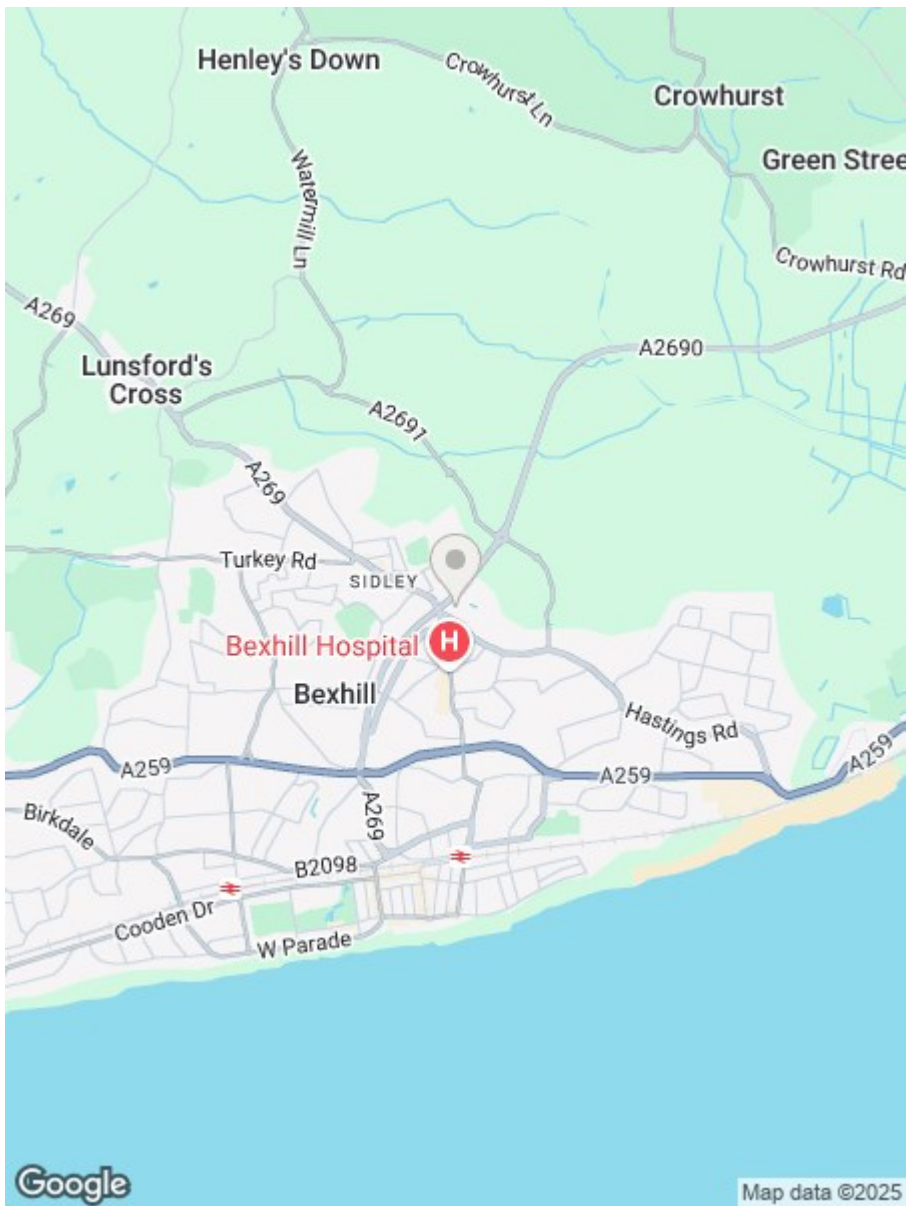 Henley's Down
Crowhurst Ln
Crowhurst
Green Stree
Watermill Ln
Crowhurst Rd
A269
A2690
Lunsford's
Cross
A2691
A269
Turkey Rd
SIDLEY
Bexhill Hospital
H
Bexhill
Hastings Rd
A259
A259
A259
Birkdale
A269
B2098
Cooden Dr
W Parade
Google
Map data ©2025